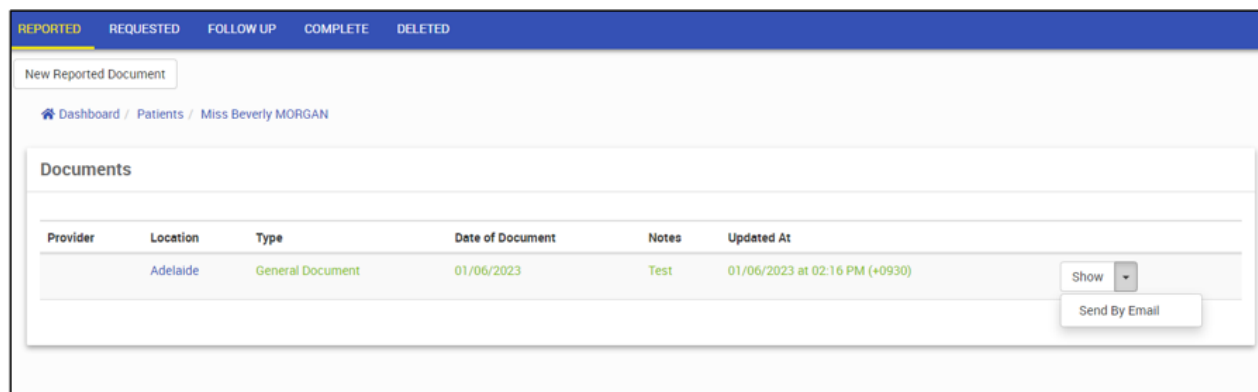 REPORTED REQUESTED FOLLOW UP COMPLETE DELETED
New Reported Document
Dashboard / Patients / Miss Beverly MORGAN
Documents
Provider Location Type Date of Document Notes Updated At
Adelaide General Document 01/06/2023 Test 01/06/2023 at 02:16 PM (+0930) Show
Send By Email